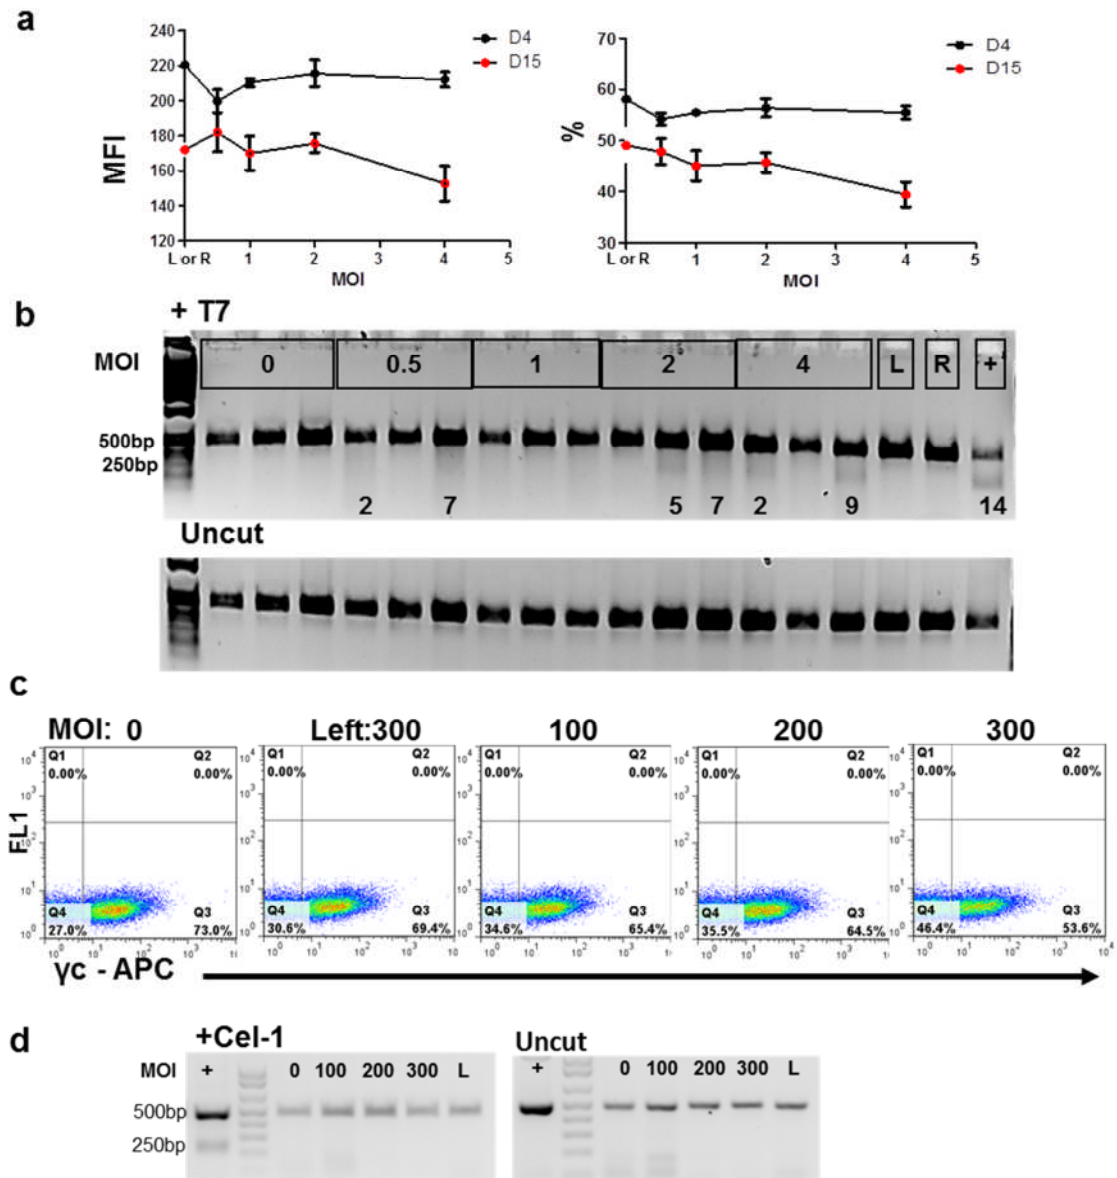 a
240
220
200
180
160
140
120
MFI
L or R 1 2 3 4 5
MOI
D4
D15
70
60
50
40
30
%
L or R 1 2 3 4 5
MOI
D4
D15
b
+ T7
MOI 0 0.5 1 2 4 L R +
500bp
250bp
2 7 5 7 2 9 14
Uncut
c
MOI: 0 Left:300 100 200 300
Q1 Q2 Q1 Q2 Q1 Q2 Q1 Q2 Q1 Q2
0.00% 0.00% 0.00% 0.00% 0.00% 0.00% 0.00% 0.00% 0.00% 0.00%
FL1
Q4 Q3 Q4 Q3 Q4 Q3 Q4 Q3 Q4 Q3
27.0% 73.0% 30.6% 69.4% 34.6% 65.4% 35.5% 64.5% 46.4% 53.6%
γc - APC
d
+Cel-1
MOI + 0 100 200 300 L
500bp
250bp
Uncut
+ 0 100 200 300 L